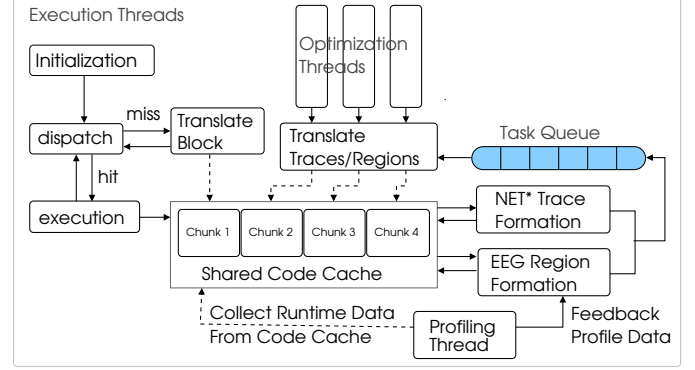 Execution Threads
Optimization
Threads
Initialization
miss
Translate
Block
Translate
Traces/Regions
Task Queue
dispatch
hit
execution
NET* Trace
Formation
Chunk 1
Chunk 2
Chunk 3
Chunk 4
Shared Code Cache
EEG Region
Formation
Collect Runtime Data
From Code Cache
Profiling
Thread
Feedback
Profile Data